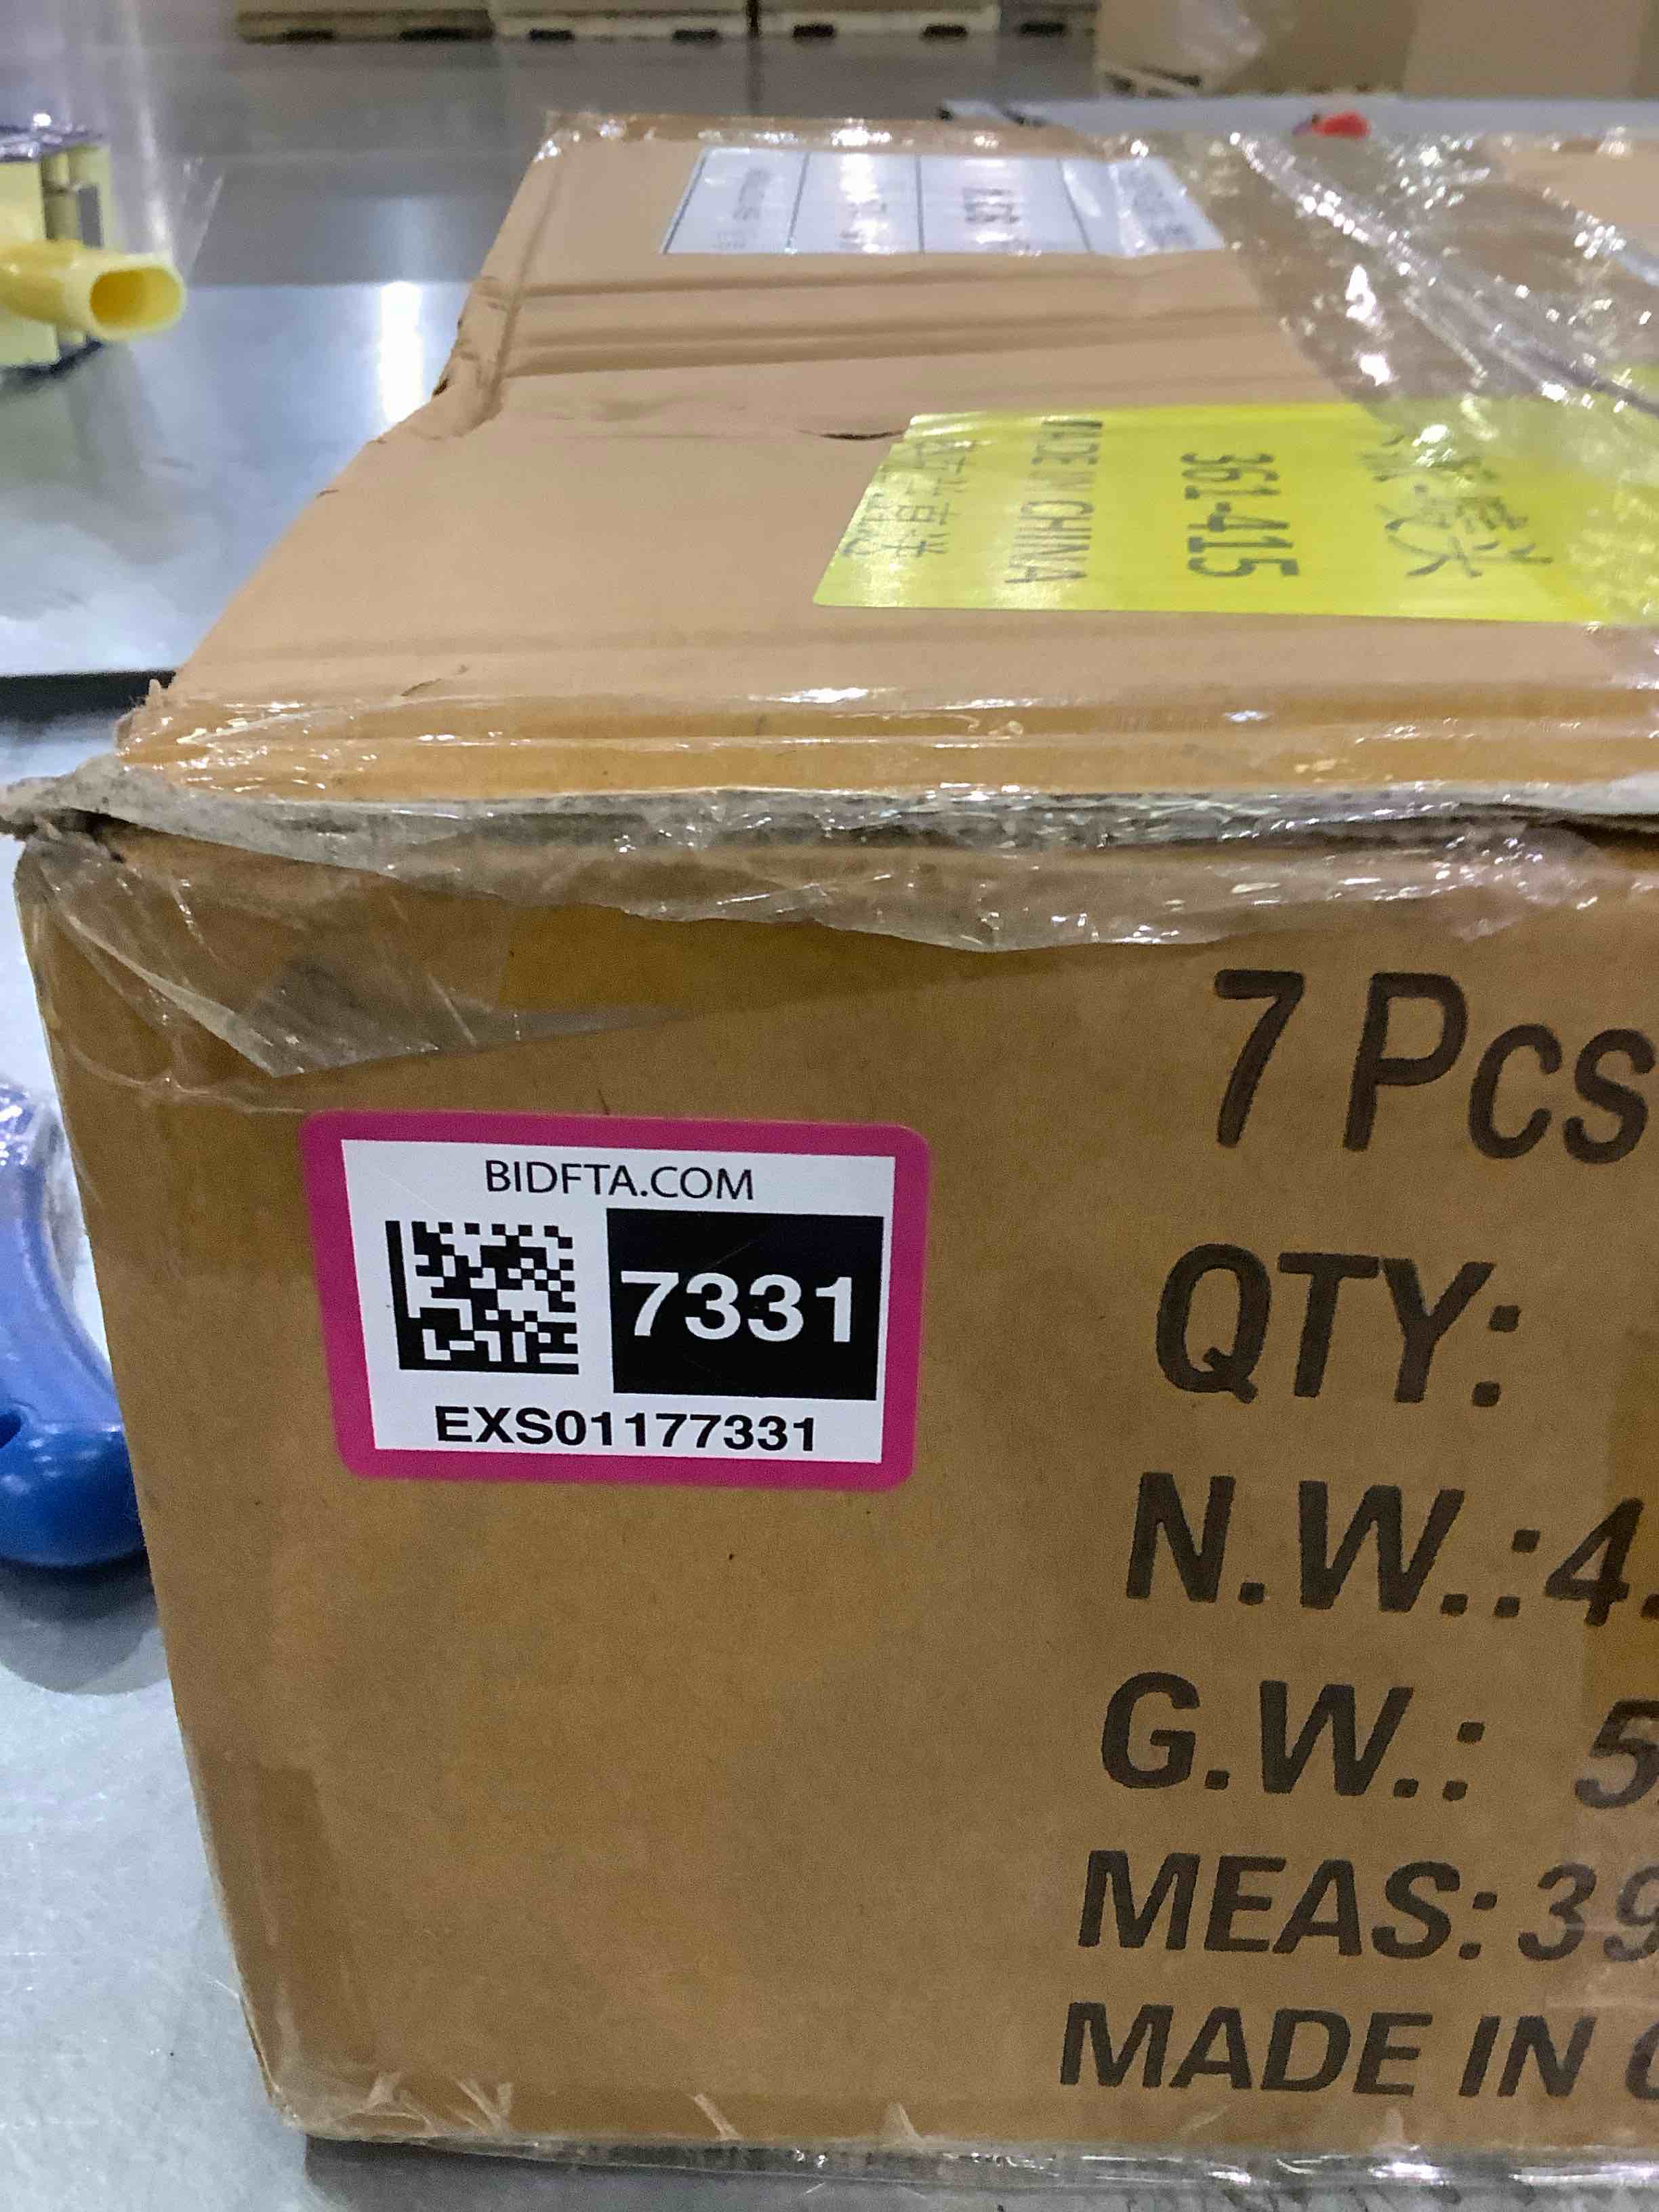 MADE IN CHINA
361-415
7 Pcs
BIDFTA.COM
7331
EXS01177331
QTY:
N.W.:4.
G.W.: 5
MEAS: 39
MADE IN